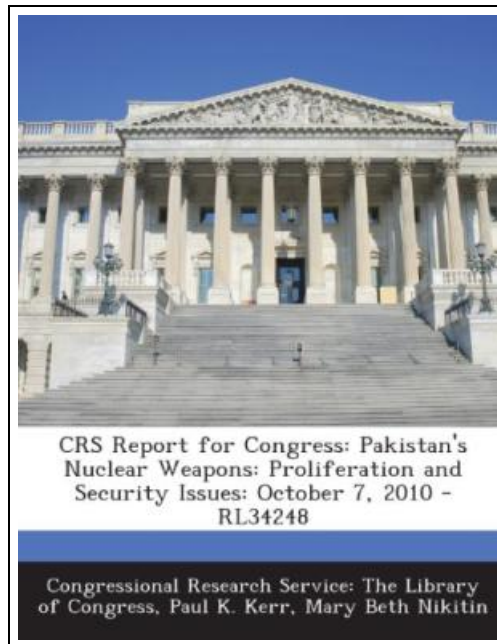 CRS Report for Congress: Pakistan's
Nuclear Weapons: Proliferation and
Security Issues: October 7, 2010 –
RL34248
Congressional Research Service: The Library
of Congress, Paul K. Kerr, Mary Beth Nikitin